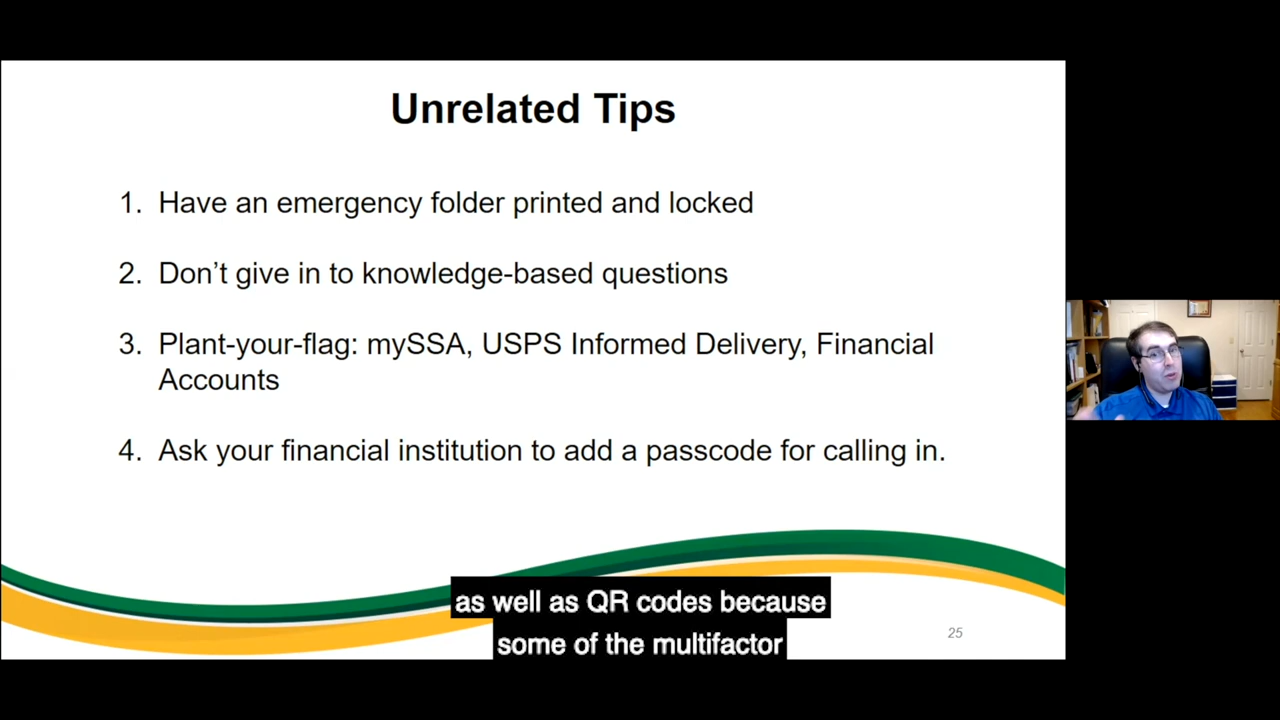 Unrelated Tips
1. Have an emergency folder printed and locked
2. Don’t give in to knowledge-based questions
3. Plant-your-flag: mySSA, USPS Informed Delivery, Financial
Accounts
4. Ask your financial institution to add a passcode for calling in.
as well as QR codes because
some of the multifactor
25